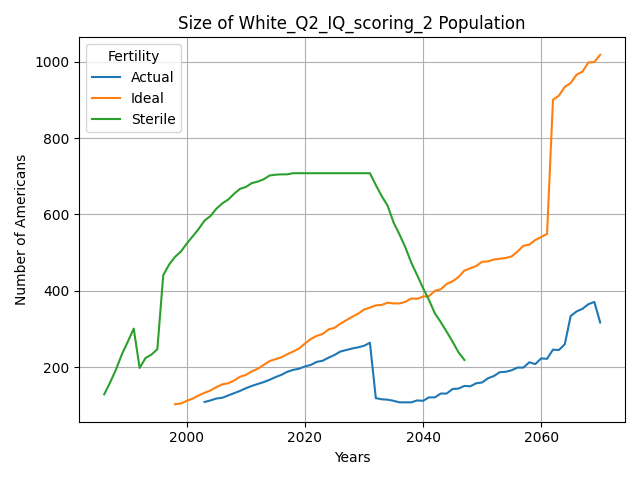 Size of White_Q2_IQ_scoring_2 Population
Fertility
Actual
Ideal
Sterile
Number of Americans
1000
800
600
400
200
2000
2020
2040
2060
Years